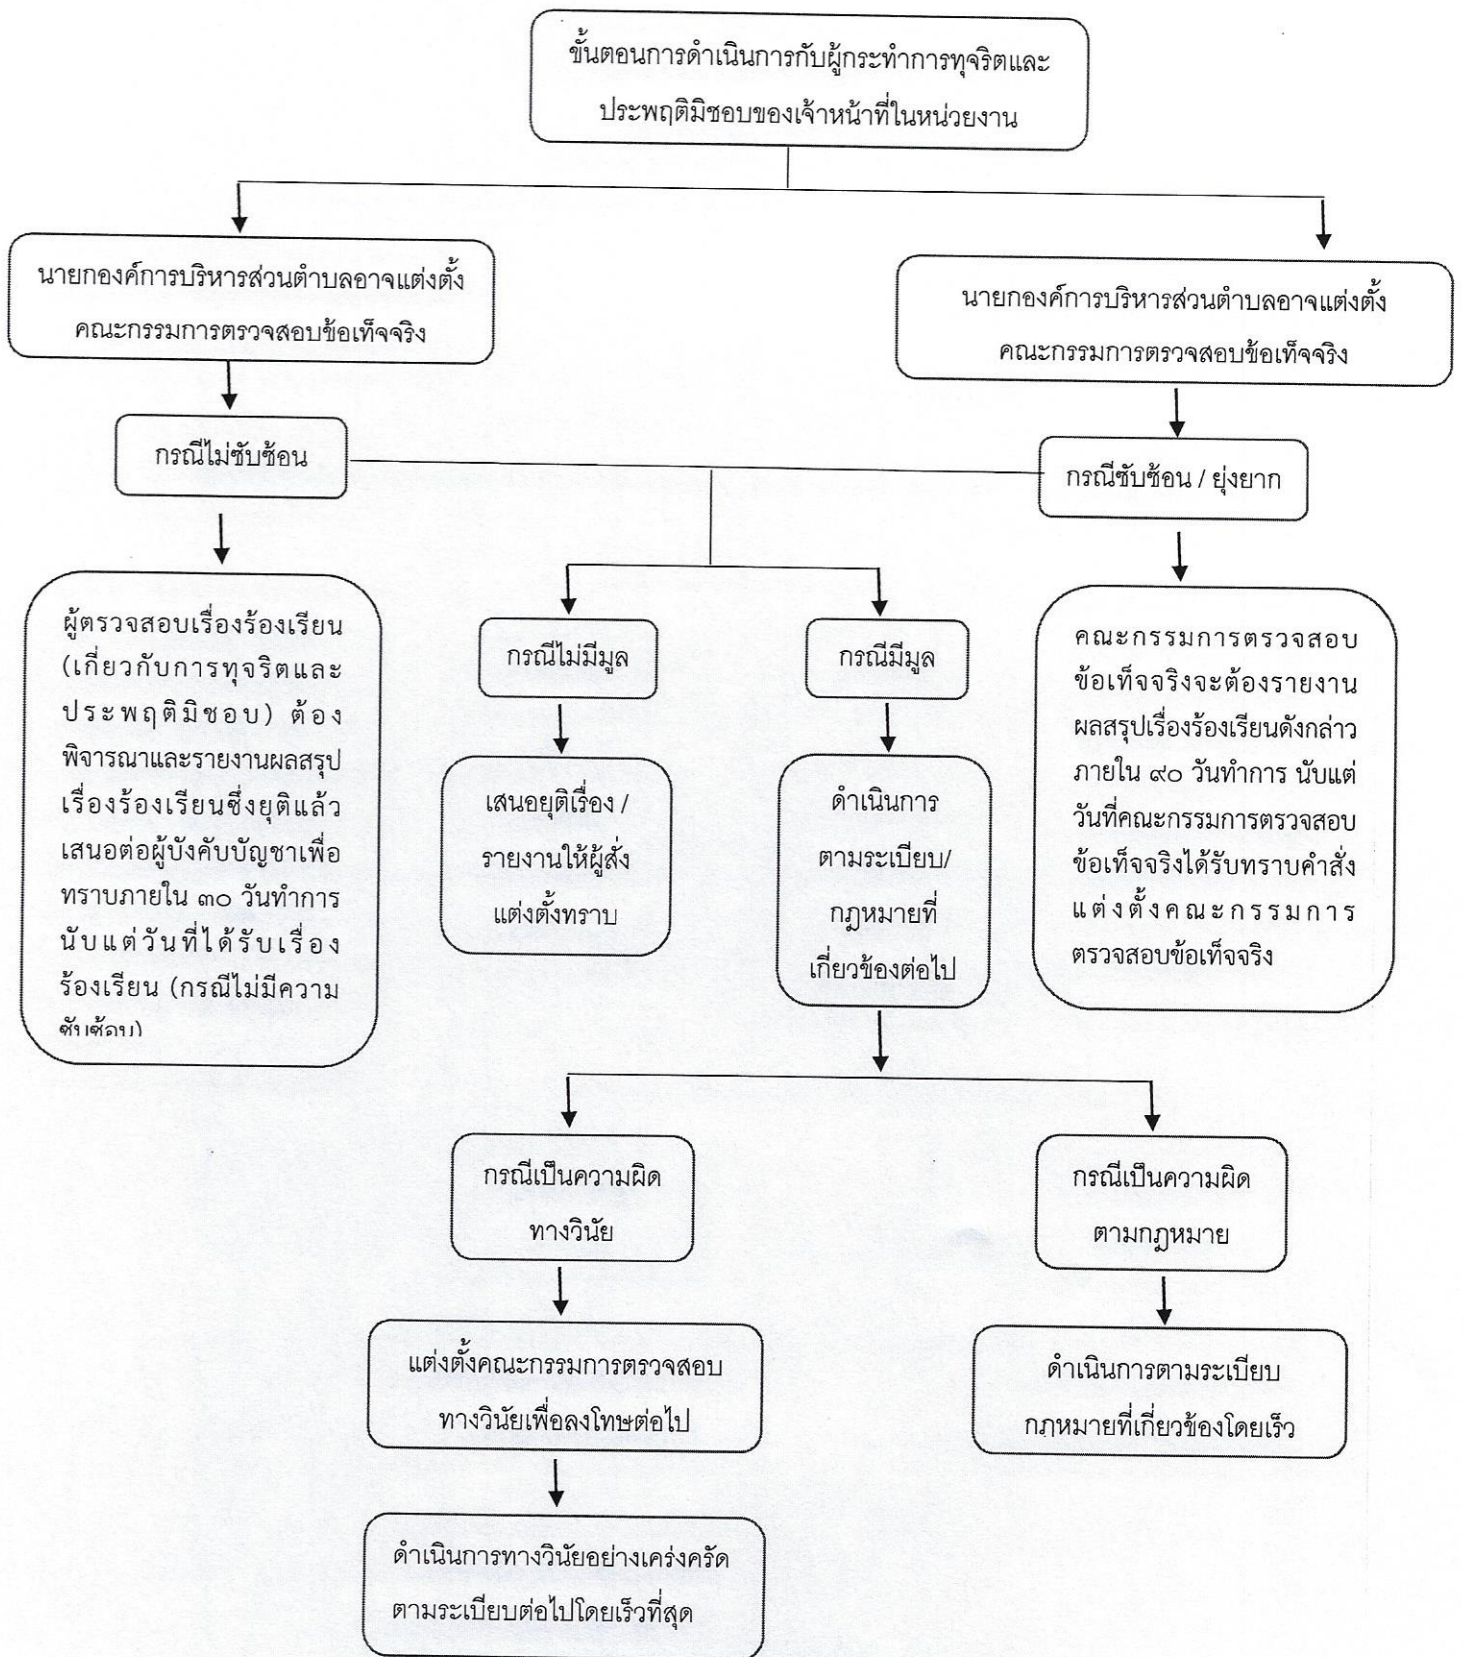 ขั้นตอนการดำเนินการกับผู้กระทำการทุจริตและ
ประพฤติมิชอบของเจ้าหน้าที่ในหน่วยงาน
นายกองค์การบริหารส่วนตำบลอาจแต่งตั้ง
คณะกรรมการตรวจสอบข้อเท็จจริง
นายกองค์การบริหารส่วนตำบลอาจแต่งตั้ง
คณะกรรมการตรวจสอบข้อเท็จจริง
กรณีไม่ซับซ้อน
กรณีซับซ้อน / ยุ่งยาก
ผู้ตรวจสอบเรื่องร้องเรียน
(เกี่ยวกับการทุจริตและ
ประพฤติมิชอบ) ต้อง
พิจารณาและรายงานผลสรุป
เรื่องร้องเรียนซึ่งยุติแล้ว
เสนอต่อผู้บังคับบัญชาเพื่อ
ทราบภายใน ๓๐ วันทำการ
นับแต่วันที่ได้รับเรื่อง
ร้องเรียน (กรณีไม่มีความ
ซับซ้อน)
กรณีไม่มีมูล
เสนอยุติเรื่อง /
รายงานให้ผู้สั่ง
แต่งตั้งทราบ
กรณีมีมูล
ดำเนินการ
ตามระเบียบ/
กฎหมายที่
เกี่ยวข้องต่อไป
คณะกรรมการตรวจสอบ
ข้อเท็จจริงจะต้องรายงาน
ผลสรุปเรื่องร้องเรียนดังกล่าว
ภายใน ๙๐ วันทำการ นับแต่
วันที่คณะกรรมการตรวจสอบ
ข้อเท็จจริงได้รับทราบคำสั่ง
แต่งตั้งคณะกรรมการ
ตรวจสอบข้อเท็จจริง
กรณีเป็นความผิด
ทางวินัย
กรณีเป็นความผิด
ตามกฎหมาย
แต่งตั้งคณะกรรมการตรวจสอบ
ทางวินัยเพื่อลงโทษต่อไป
ดำเนินการตามระเบียบ
กฎหมายที่เกี่ยวข้องโดยเร็ว
ดำเนินการทางวินัยอย่างเคร่งครัด
ตามระเบียบต่อไปโดยเร็วที่สุด